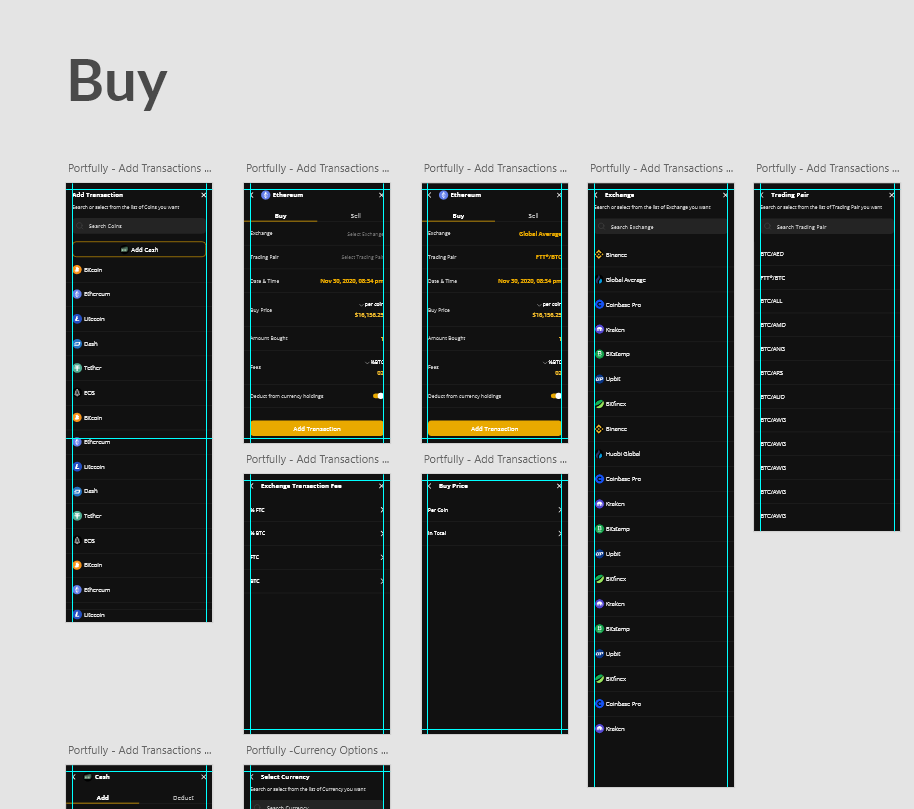 Buy
Portfully - Add Transactions ...
Add Transaction
Search or select from the list of Coins you want
Search Coins
Add Cash
Bitcoin
Ethereum
Litecoin
Dash
Tether
EOS
Bitcoin
Ethereum
Litecoin
Dash
Tether
EOS
Bitcoin
Ethereum
Litecoin
Portfully - Add Transactions ...
Ethereum
Buy Sell
Exchange Select Exchange
Trading Pair Select Trading Pair
Date & Time Nov 30, 2020, 08:34 pm
per coin
Buy Price $16,156.25
Amount Bought 1
%BTC
Fees 02
Deduct from currency holdings
Add Transaction
Portfully - Add Transactions ...
Ethereum
Buy Sell
Exchange Global Average
Trading Pair FTT*/BTC
Date & Time Nov 30, 2020, 08:34 pm
per coin
Buy Price $16,156.25
Amount Bought 1
%BTC
Fees 02
Deduct from currency holdings
Add Transaction
Portfully - Add Transactions ...
Exchange
Search or select from the list of Exchange you want
Search Exchange
Binance
Global Average
Coinbase Pro
Kraken
Bitstamp
Upbit
Bitfinex
Binance
Huobi Global
Coinbase Pro
Kraken
Bitstamp
Upbit
Bitfinex
Kraken
Bitstamp
Upbit
Bitfinex
Coinbase Pro
Kraken
Portfully - Add Transactions ...
Trading Pair
Search or select from the list of Trading Pair you want
Search Trading Pair
BTC/AED
FTT*/BTC
BTC/ALL
BTC/AMD
BTC/ANG
BTC/ARS
BTC/AUD
BTC/AWG
BTC/AWG
BTC/AWG
BTC/AWG
BTC/AWG
Portfully - Add Transactions ...
Exchange Transaction Fee
% FTC
% BTC
FTC
BTC
Portfully - Add Transactions ...
Buy Price
Per Coin
In Total
Portfully - Add Transactions ...
Cash
Add Deduct
Portfully -Currency Options ...
Select Currency
Search or select from the list of Currency you want
Search Currency